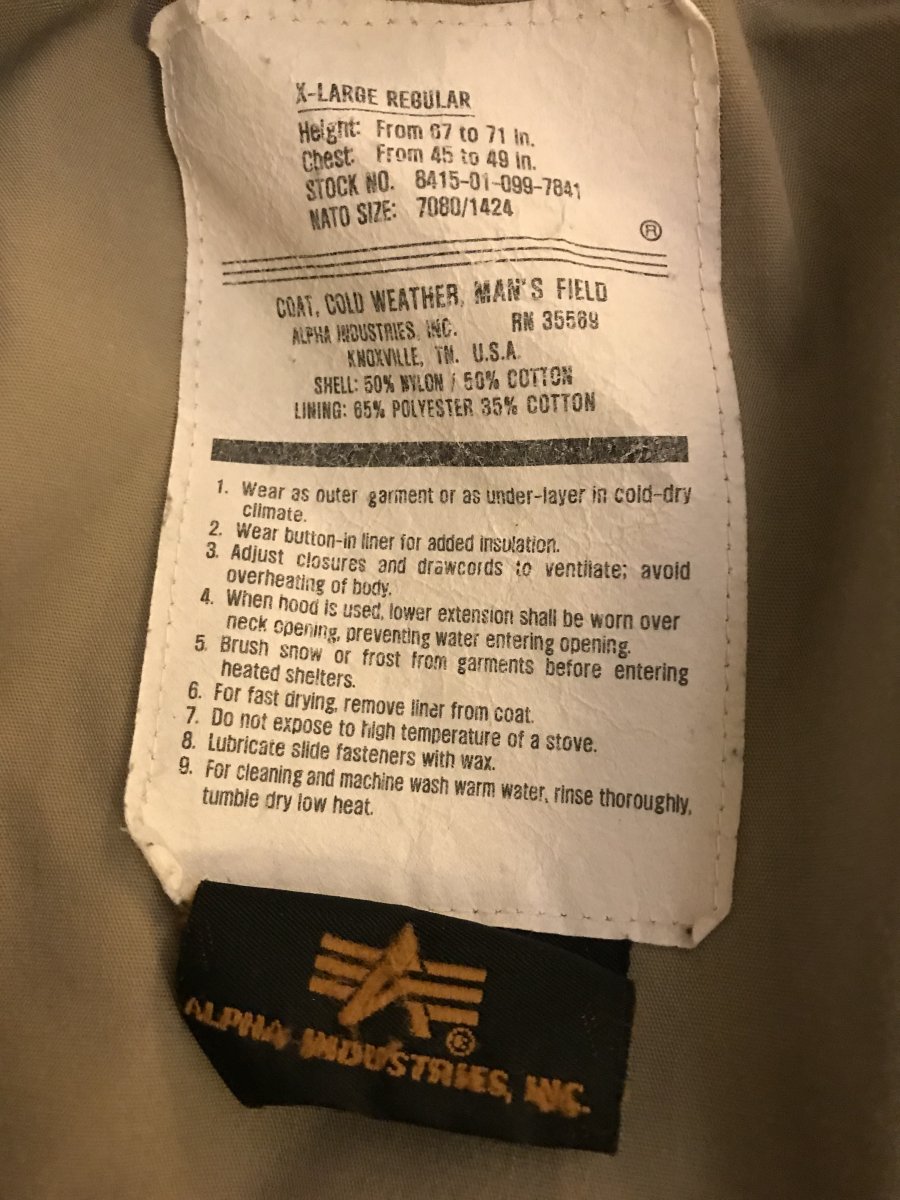 X-LARGE REGULAR
Height: From 67 to 71 in.
Chest: From 45 to 49 in.
STOCK NO. 8415-01-099-7841
NATO SIZE: 7080/1424
®
COAT, COLD WEATHER, MAN'S FIELD
ALPHA INDUSTRIES, INC. RN 35589
KNOXVILLE, TN. U.S.A.
SHELL: 50% NYLON / 50% COTTON
LINING: 65% POLYESTER 35% COTTON
1. Wear as outer garment or as under-layer in cold-dry
climate.
2. Wear button-in liner for added insulation.
3. Adjust closures and drawcords to ventilate; avoid
overheating of body.
4. When hood is used, lower extension shall be worn over
neck opening, preventing water entering opening.
5. Brush snow or frost from garments before entering
heated shelters.
6. For fast drying, remove liner from coat.
7. Do not expose to high temperature of a stove.
8. Lubricate slide fasteners with wax.
9. For cleaning and machine wash warm water, rinse thoroughly,
tumble dry low heat.
®
ALPHA INDUSTRIES, INC.